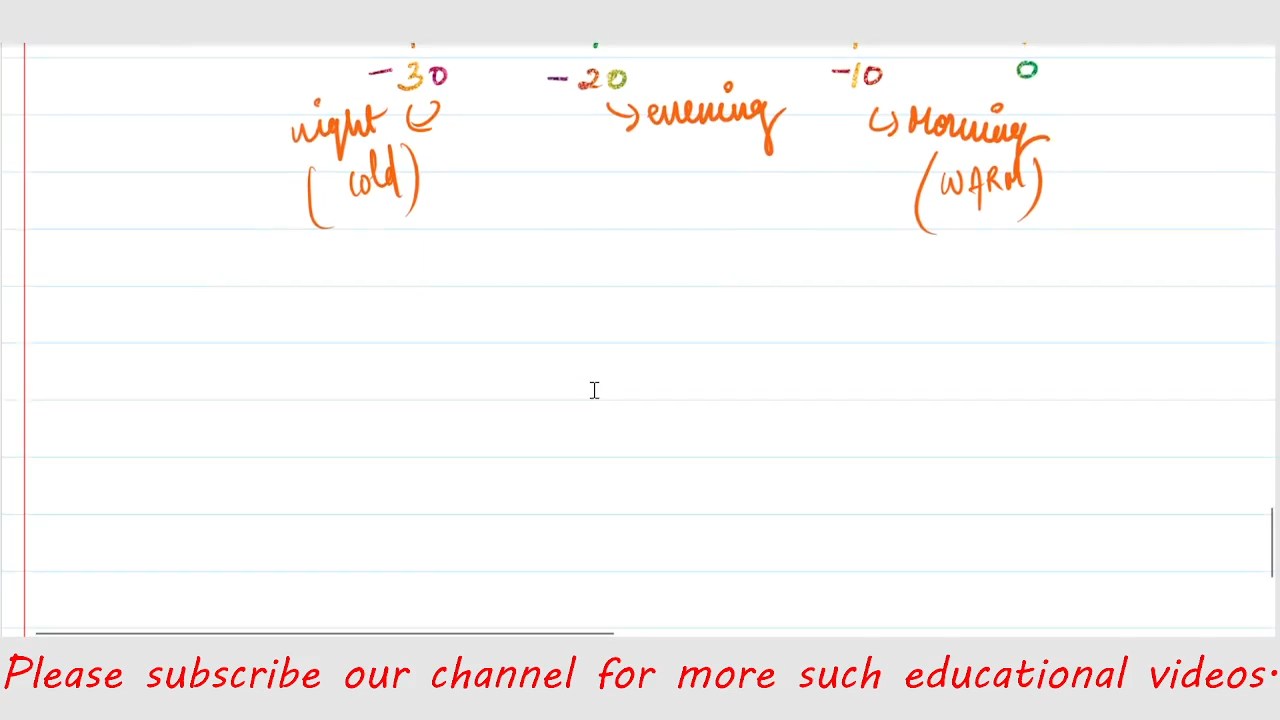 -30 -20 -10 0
night evening Morning
(cold) (WARM)
Please subscribe our channel for more such educational videos.